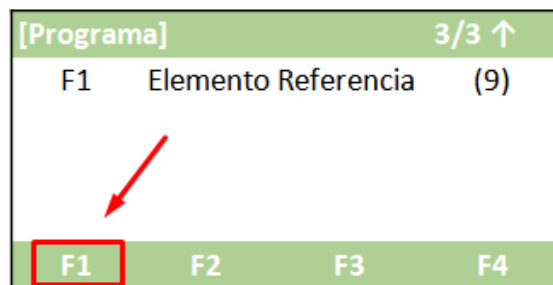 [Programa] 3/3 ↑
F1 Elemento Referencia (9)
F1 F2 F3 F4